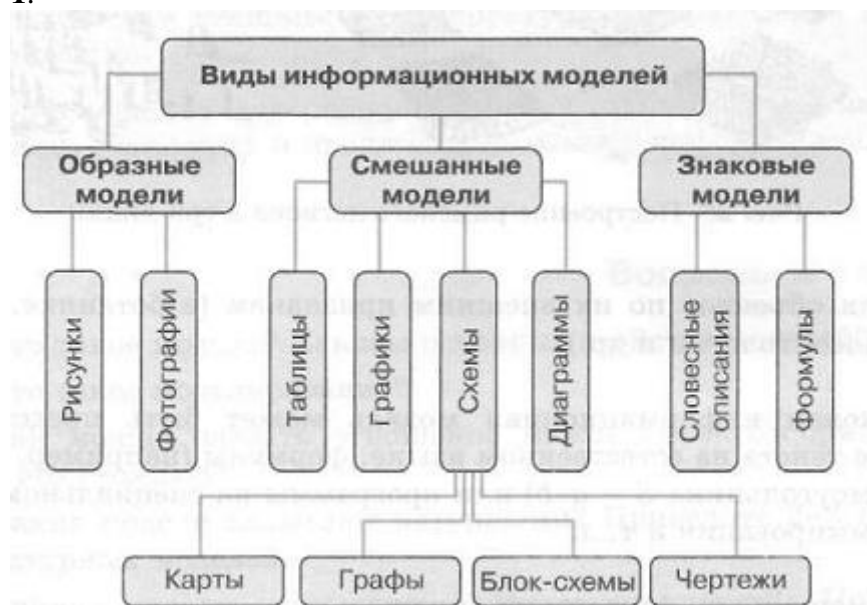 1.
Виды информационных моделей
Образные
модели
Смешанные
модели
Знаковые
модели
Рисунки
Фотографии
Таблицы
Графики
Схемы
Диаграммы
Словесные
описания
Формулы
Карты
Графы
Блок-схемы
Чертежи